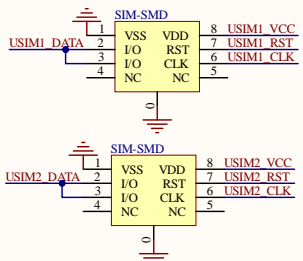 SIM-SMD
1 VSS VDD 8 USIM1_VCC
USIM1_DATA 2 I/O RST 7 USIM1_RST
3 I/O CLK 6 USIM1_CLK
4 NC NC 5
0
SIM-SMD
1 VSS VDD 8 USIM2_VCC
USIM2_DATA 2 I/O RST 7 USIM2_RST
3 I/O CLK 6 USIM2_CLK
4 NC NC 5
0